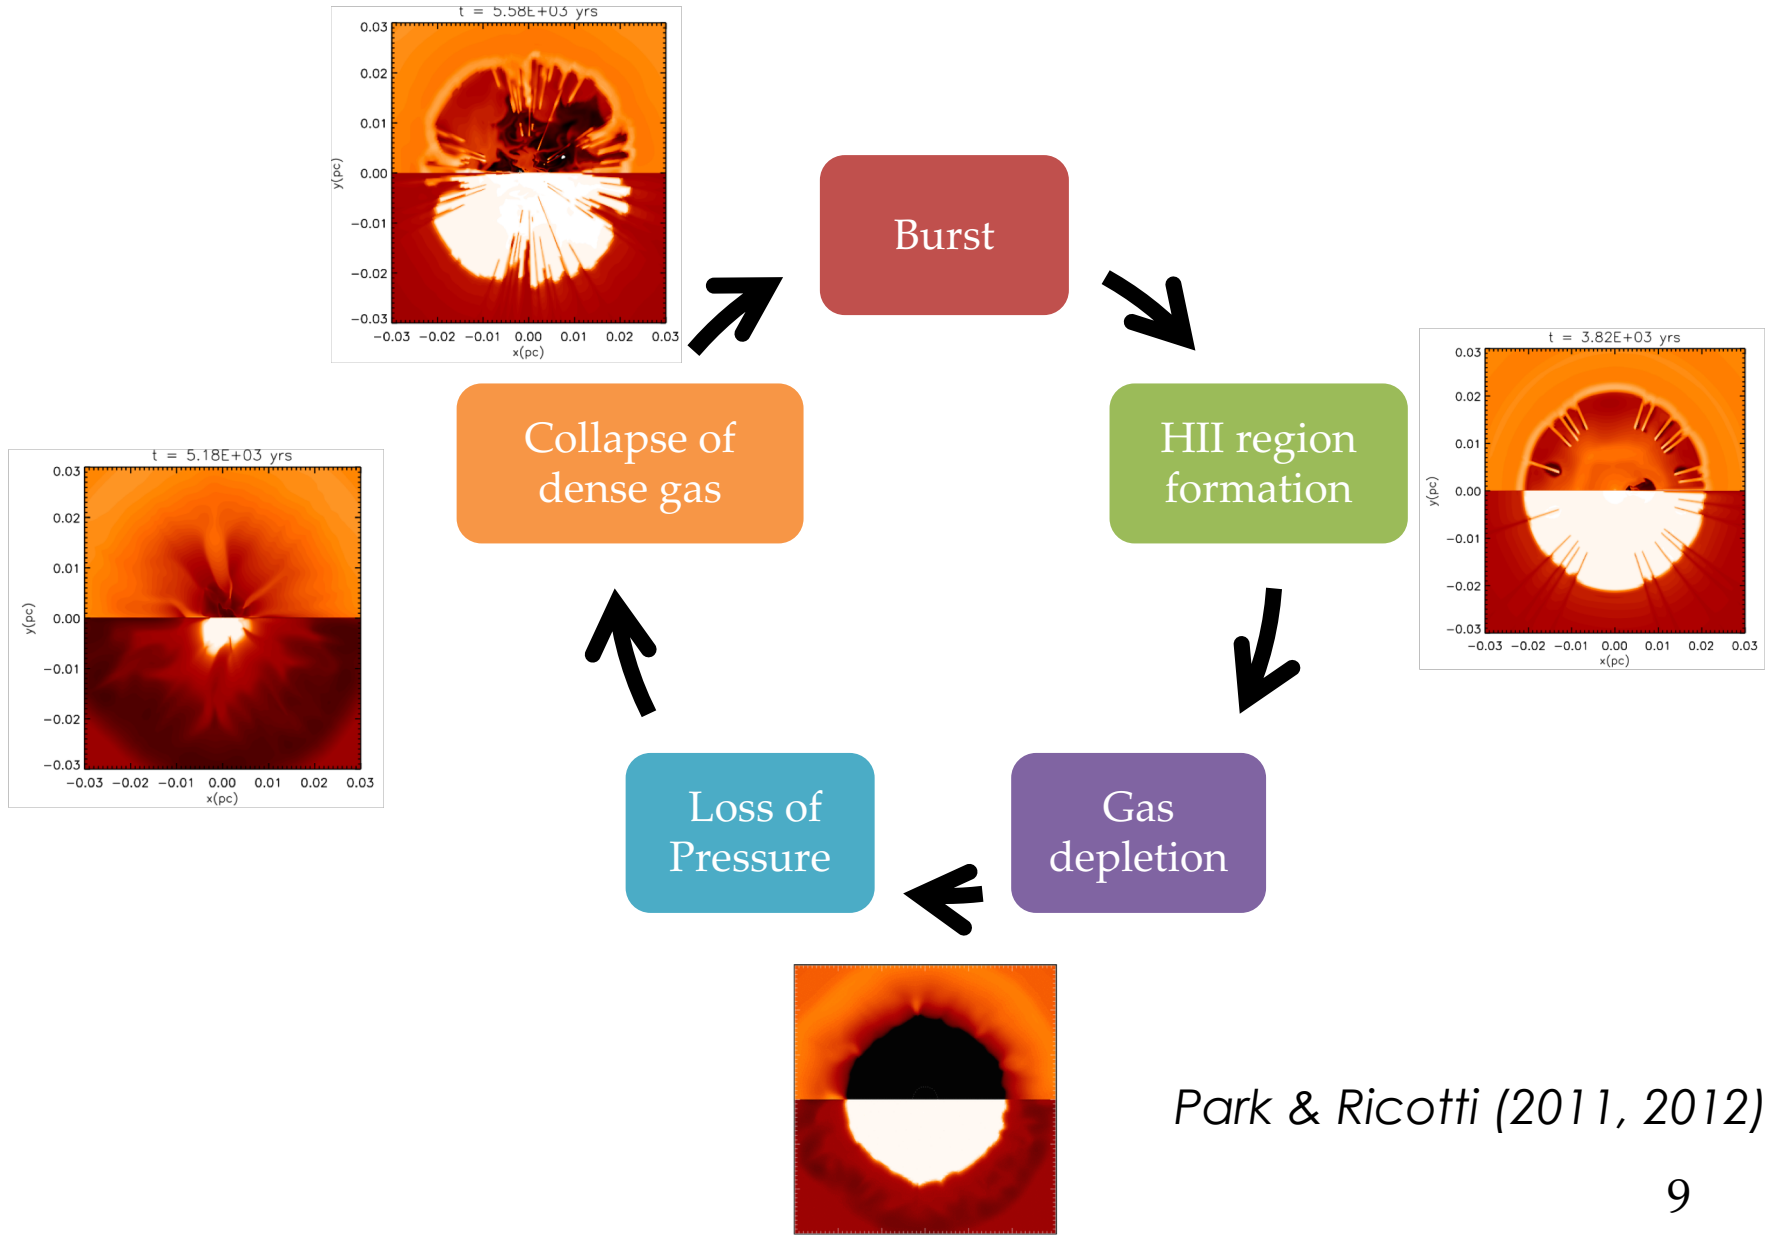 t = 5.58E+03 yrs
0.03
0.02
0.01
0.00
−0.01
−0.02
−0.03
y(pc)
−0.03 −0.02 −0.01 0.00 0.01 0.02 0.03
x(pc)
Burst
t = 3.82E+03 yrs
0.03
0.02
0.01
0.00
−0.01
−0.02
−0.03
y(pc)
−0.03 −0.02 −0.01 0.00 0.01 0.02 0.03
x(pc)
HII region
formation
Gas
depletion
Loss of
Pressure
Collapse of
dense gas
t = 5.18E+03 yrs
0.03
0.02
0.01
0.00
−0.01
−0.02
−0.03
y(pc)
−0.03 −0.02 −0.01 0.00 0.01 0.02 0.03
x(pc)
Park & Ricotti (2011, 2012)
9